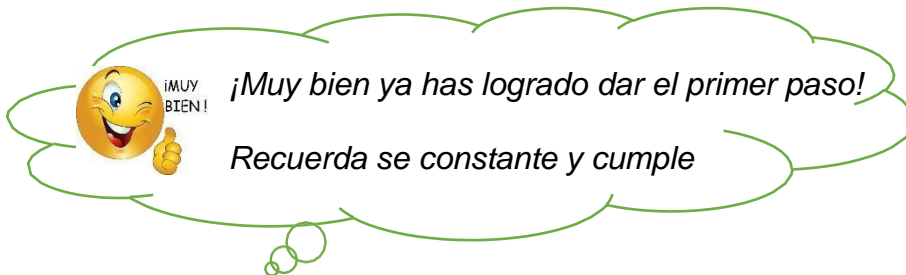 ¡MUY
BIEN!
¡Muy bien ya has logrado dar el primer paso!
Recuerda se constante y cumple